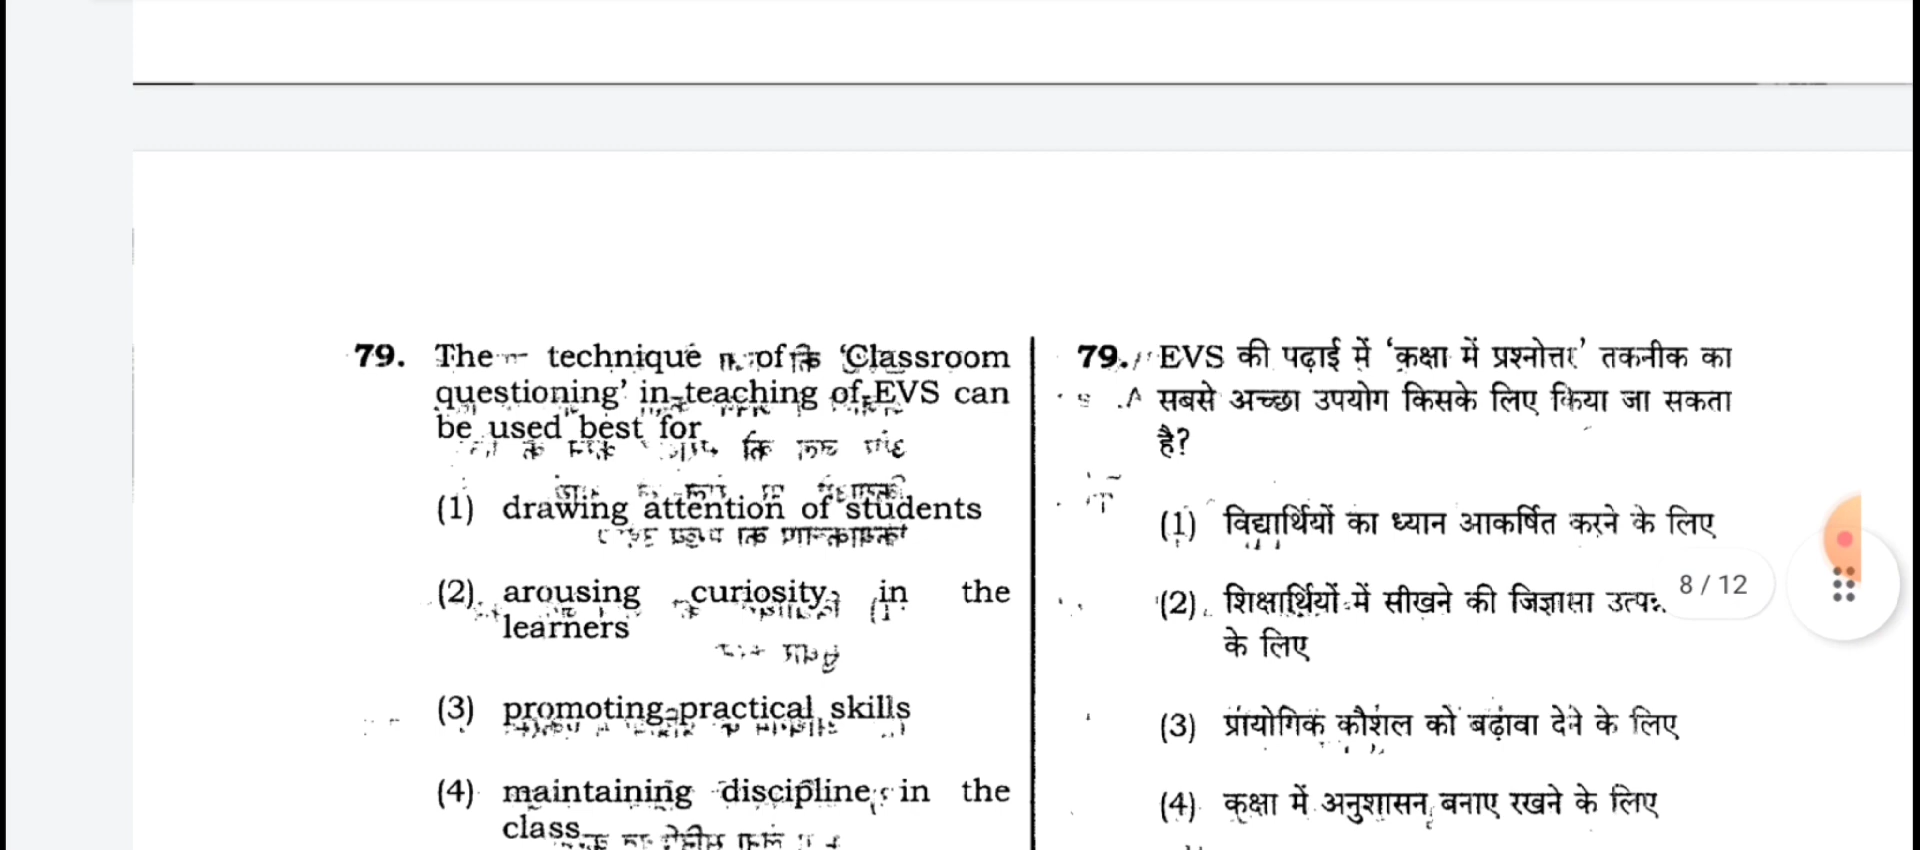 79. The technique of 'Classroom
questioning' in teaching of EVS can
be used best for
(1) drawing attention of students
(2) arousing curiosity in the
learners
(3) promoting practical skills
(4) maintaining discipline in the
class
79. EVS की पढ़ाई में 'कक्षा में प्रश्नोत्तर' तकनीक का
सबसे अच्छा उपयोग किसके लिए किया जा सकता
है?
(1) विद्यार्थियों का ध्यान आकर्षित करने के लिए
(2) शिक्षार्थियों में सीखने की जिज्ञासा
के लिए
(3) प्रायोगिक कौशल को बढ़ावा देने के लिए
(4) कक्षा में अनुशासन बनाए रखने के लिए
8 / 12